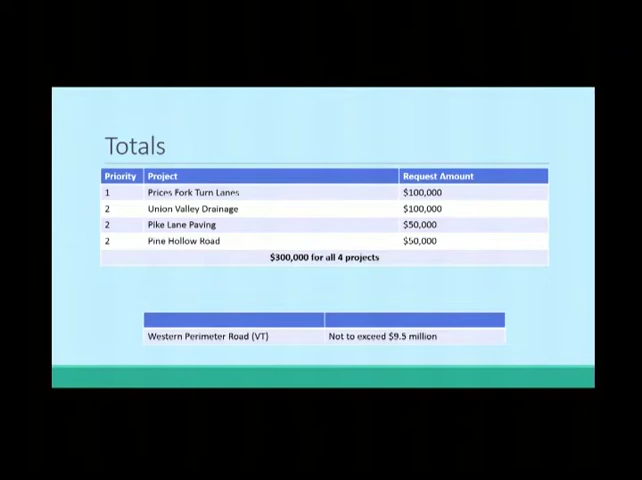 Totals
Priority Project Request Amount
1 Prices Fork Turn Lanes $100,000
2 Union Valley Drainage $100,000
2 Pike Lane Paving $50,000
2 Pine Hollow Road $50,000
$300,000 for all 4 projects
Western Perimeter Road (VT) Not to exceed $9.5 million